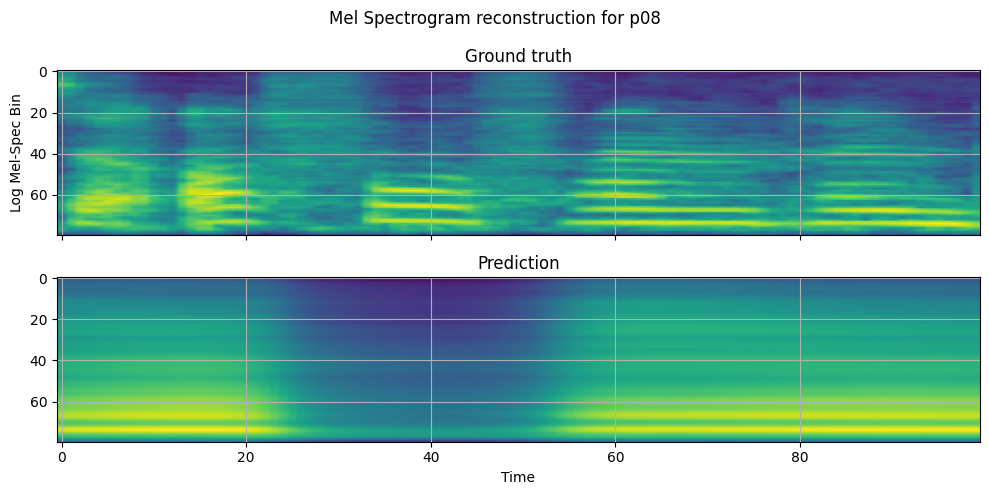 Mel Spectrogram reconstruction for p08
Ground truth
0
20
40
60
Log Mel-Spec Bin
Prediction
0
20
40
60
0 20 40 60 80
Time